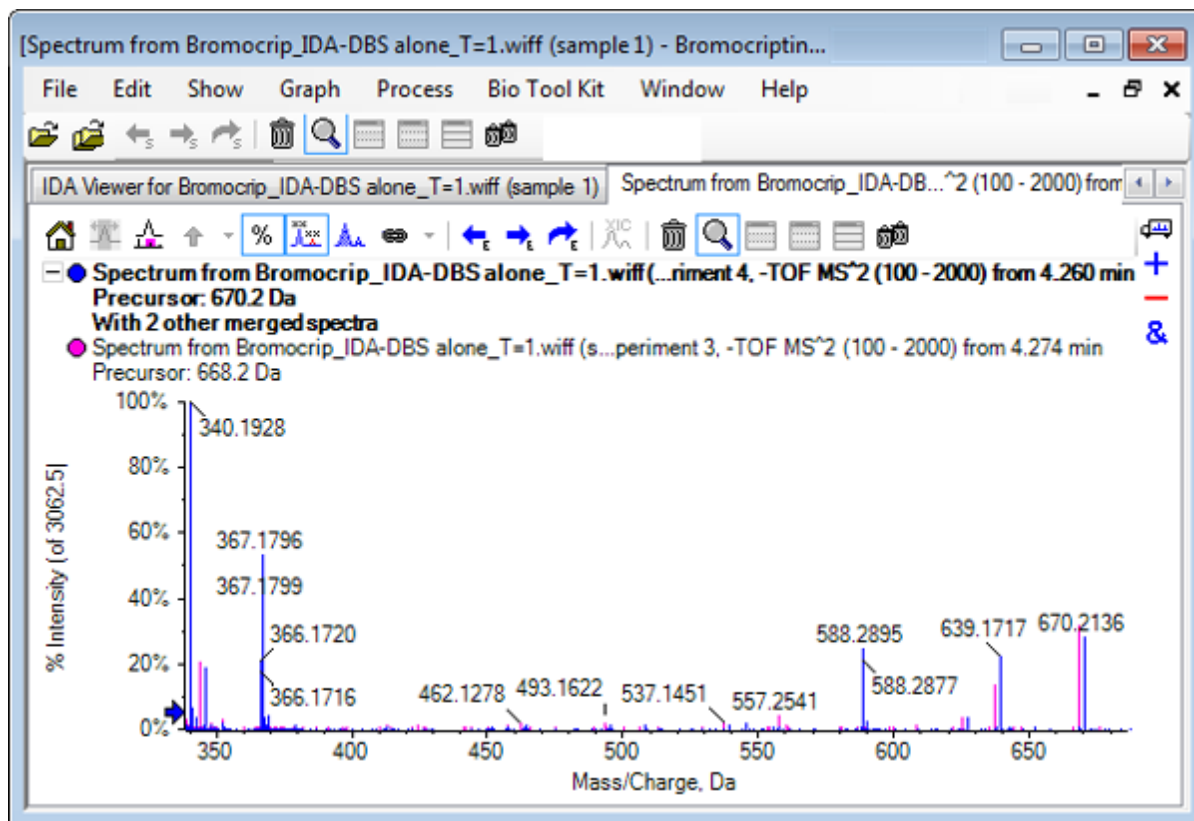 [Spectrum from Bromocrip_IDA-DBS alone_T=1.wiff (sample 1) - Bromocriptin...
File Edit Show Graph Process Bio Tool Kit Window Help
IDA Viewer for Bromocrip_IDA-DBS alone_T=1.wiff (sample 1) Spectrum from Bromocrip_IDA-DB...^2 (100 - 2000) from
% XIC
Spectrum from Bromocrip_IDA-DBS alone_T=1.wiff (...riment 4, -TOF MS^2 (100 - 2000) from 4.260 min
Precursor: 670.2 Da
With 2 other merged spectra
Spectrum from Bromocrip_IDA-DBS alone_T=1.wiff (s...periment 3, -TOF MS^2 (100 - 2000) from 4.274 min
Precursor: 668.2 Da
&
100%
80%
60%
40%
20%
0%
% Intensity (of 3062.5)
340.1928
367.1796
367.1799
366.1720
366.1716
462.1278
493.1622
537.1451
557.2541
588.2895
588.2877
639.1717
670.2136
350 400 450 500 550 600 650
Mass/Charge, Da